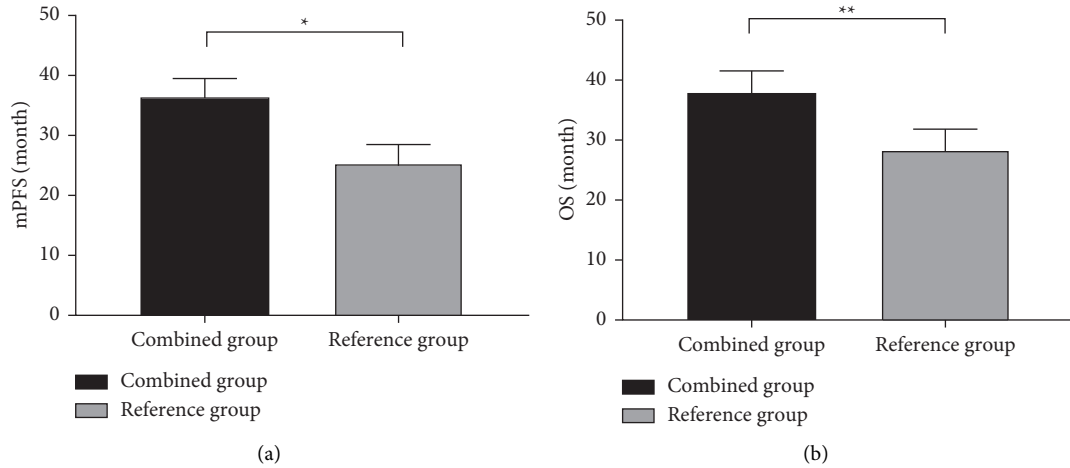 50
40
30
20
10
0
mPFS (month)
*
Combined group Reference group
Combined group
Reference group
(a)
50
40
30
20
10
0
OS (month)
**
Combined group Reference group
Combined group
Reference group
(b)